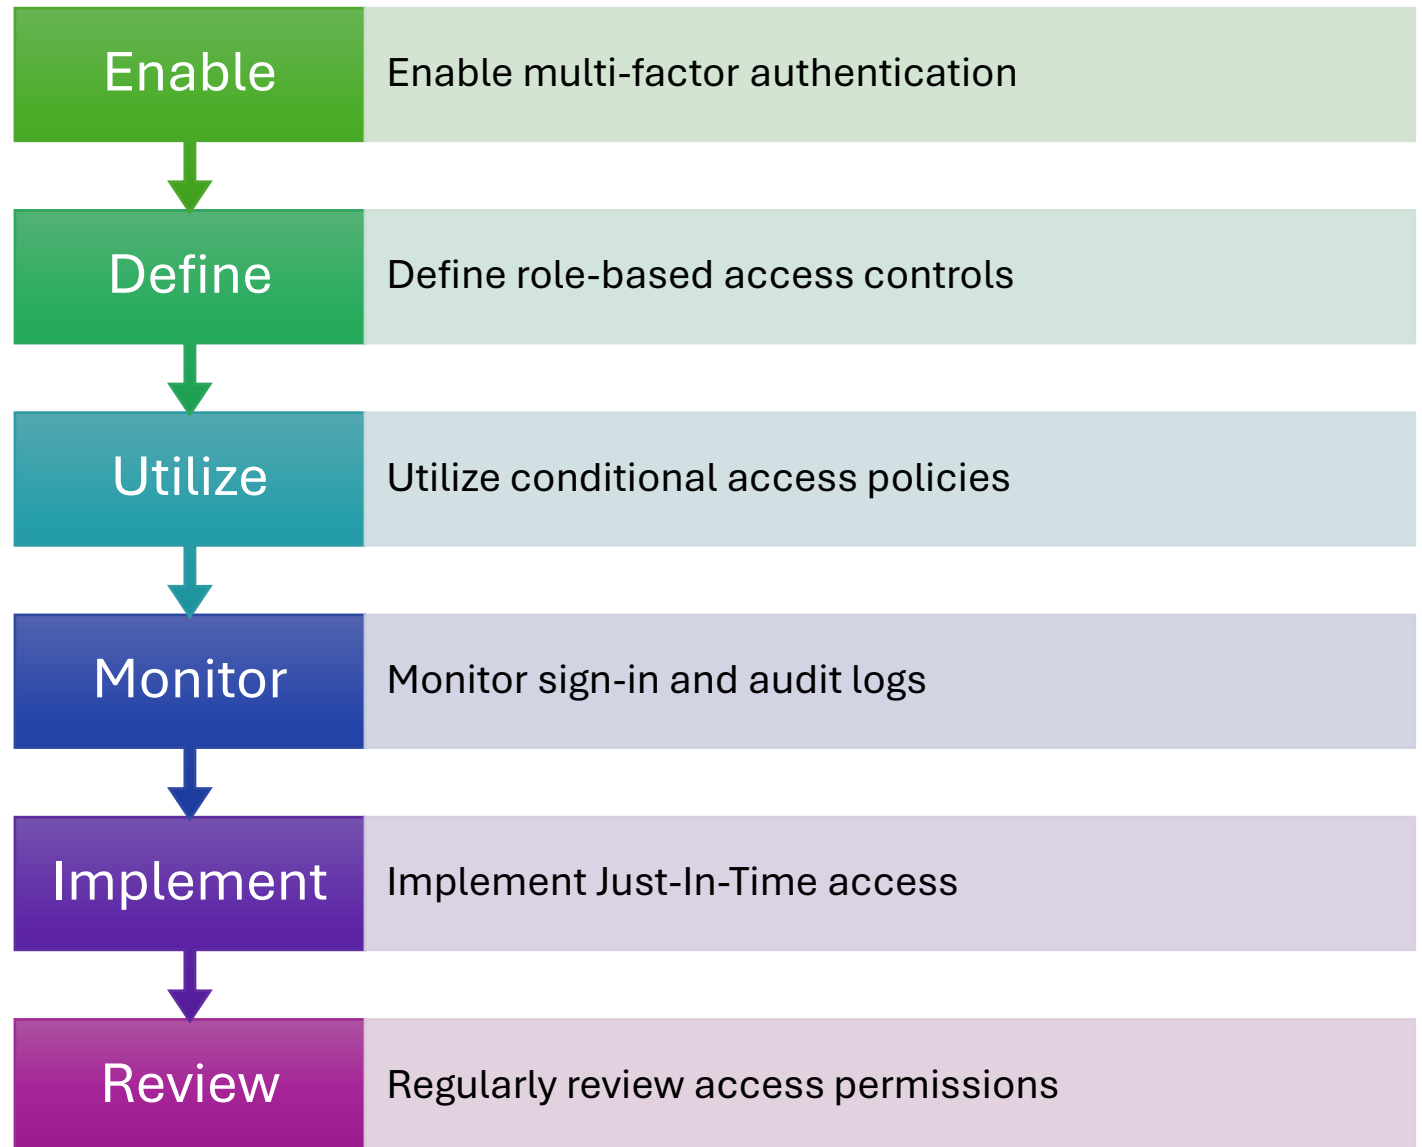 Enable
Enable multi-factor authentication
Define
Define role-based access controls
Utilize
Utilize conditional access policies
Monitor
Monitor sign-in and audit logs
Implement
Implement Just-In-Time access
Review
Regularly review access permissions